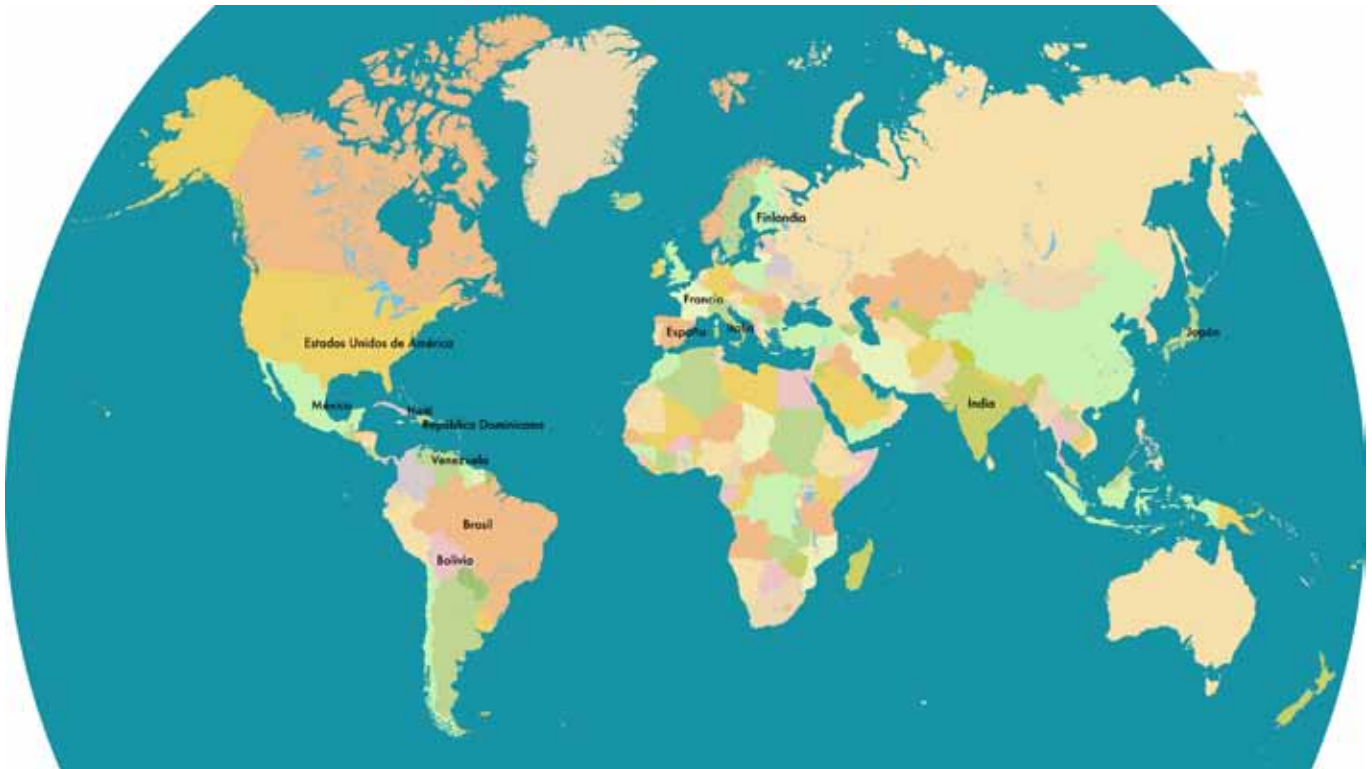 Finlandia
Francia
España
Italia
Japón
Estados Unidos de América
México
Haití
República Dominicana
India
Venezuela
Brasil
Bolivia